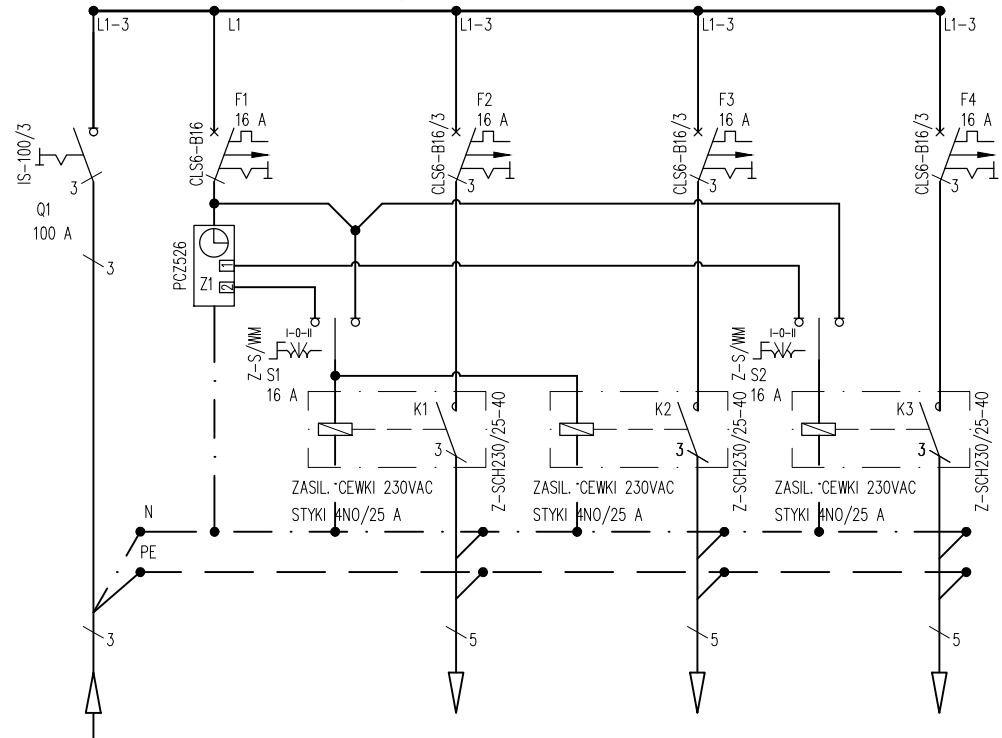 L1-3
L1
L1-3
L1-3
L1-3
IS-100/3
3
Q1
100 A
3
F1
16 A
CLS6-B16
F2
16 A
CLS6-B16/3
3
F3
16 A
CLS6-B16/3
3
F4
16 A
CLS6-B16/3
3
PCZ526
Z1
1
2
Z-S/WM
I-0-II
S1
16 A
Z-S/WM
I-0-II
S2
16 A
K1
3
Z-SCH230/25-40
K2
3
Z-SCH230/25-40
K3
3
Z-SCH230/25-40
ZASIL. CEWKI 230VAC
STYKI 4NO/25 A
ZASIL. CEWKI 230VAC
STYKI 4NO/25 A
ZASIL. CEWKI 230VAC
STYKI 4NO/25 A
N
PE
3
5
5
5